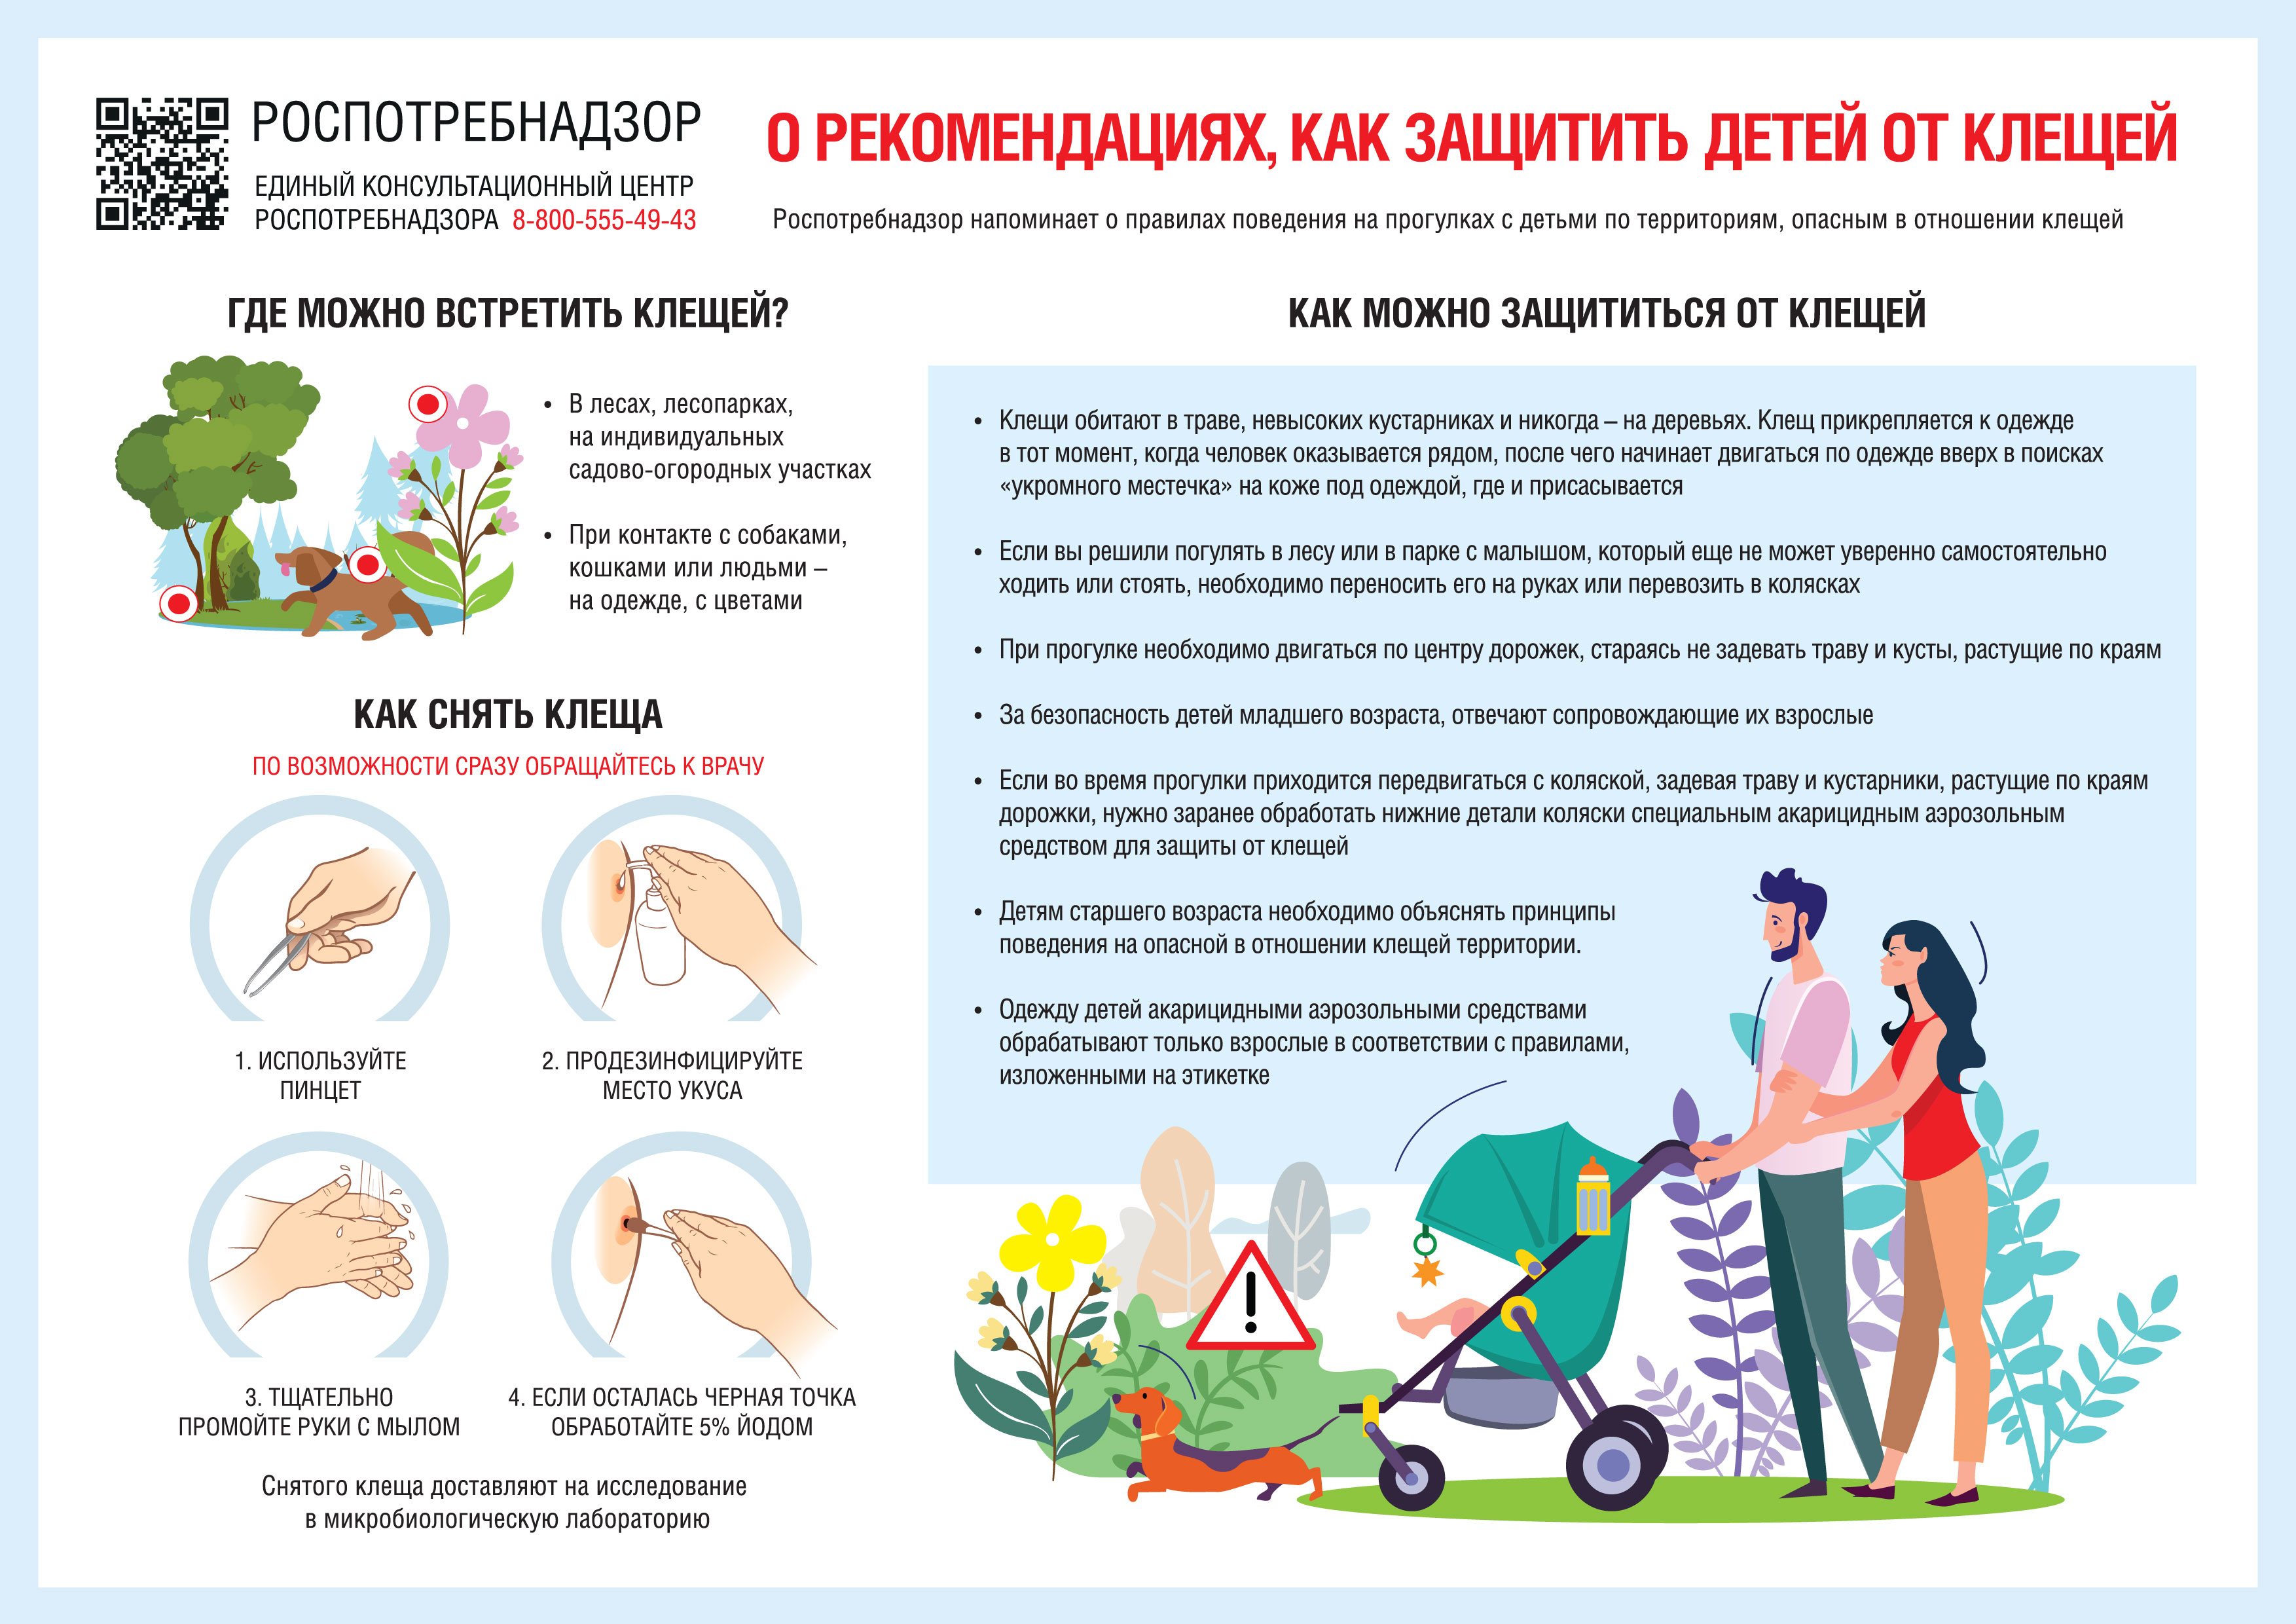 РОСПОТРЕБНАДЗОР
ЕДИНЫЙ КОНСУЛЬТАЦИОННЫЙ ЦЕНТР
РОСПОТРЕБНАДЗОРА 8-800-555-49-43
О РЕКОМЕНДАЦИЯХ, КАК ЗАЩИТИТЬ ДЕТЕЙ ОТ КЛЕЩЕЙ
Роспотребнадзор напоминает о правилах поведения на прогулках с детьми по территориям, опасным в отношении клещей
ГДЕ МОЖНО ВСТРЕТИТЬ КЛЕЩЕЙ?
• В лесах, лесопарках,
на индивидуальных
садово-огородных участках
• При контакте с собаками,
кошками или людьми –
на одежде, с цветами
КАК СНЯТЬ КЛЕЩА
ПО ВОЗМОЖНОСТИ СРАЗУ ОБРАЩАЙТЕСЬ К ВРАЧУ
1. ИСПОЛЬЗУЙТЕ
ПИНЦЕТ
2. ПРОДЕЗИНФИЦИРУЙТЕ
МЕСТО УКУСА
3. ТЩАТЕЛЬНО
ПРОМОЙТЕ РУКИ С МЫЛОМ
4. ЕСЛИ ОСТАЛАСЬ ЧЕРНАЯ ТОЧКА
ОБРАБОТАЙТЕ 5% ЙОДОМ
Снятого клеща доставляют на исследование
в микробиологическую лабораторию
КАК МОЖНО ЗАЩИТИТЬСЯ ОТ КЛЕЩЕЙ
• Клещи обитают в траве, невысоких кустарниках и никогда – на деревьях. Клещ прикрепляется к одежде
в тот момент, когда человек оказывается рядом, после чего начинает двигаться по одежде вверх в поисках
«укромного местечка» на коже под одеждой, где и присасывается
• Если вы решили погулять в лесу или в парке с малышом, который еще не может уверенно самостоятельно
ходить или стоять, необходимо переносить его на руках или перевозить в колясках
• При прогулке необходимо двигаться по центру дорожек, стараясь не задевать траву и кусты, растущие по краям
• За безопасность детей младшего возраста, отвечают сопровождающие их взрослые
• Если во время прогулки приходится передвигаться с коляской, задевая траву и кустарники, растущие по краям
дорожки, нужно заранее обработать нижние детали коляски специальным акарицидным аэрозольным
средством для защиты от клещей
• Детям старшего возраста необходимо объяснять принципы
поведения на опасной в отношении клещей территории.
• Одежду детей акарицидными аэрозольными средствами
обрабатывают только взрослые в соответствии с правилами,
изложенными на этикетке
!